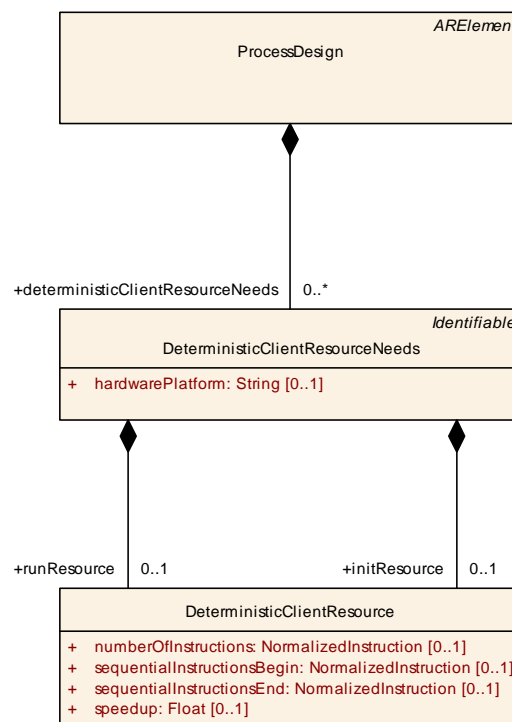 ARElemen
ProcessDesign
+deterministicClientResourceNeeds 0..*
Identifiable
DeterministicClientResourceNeeds
+ hardwarePlatform: String [0..1]
+runResource 0..1 +initResource 0..1
DeterministicClientResource
+ numberOfInstructions: NormalizedInstruction [0..1]
+ sequentialInstructionsBegin: NormalizedInstruction [0..1]
+ sequentialInstructionsEnd: NormalizedInstruction [0..1]
+ speedup: Float [0..1]